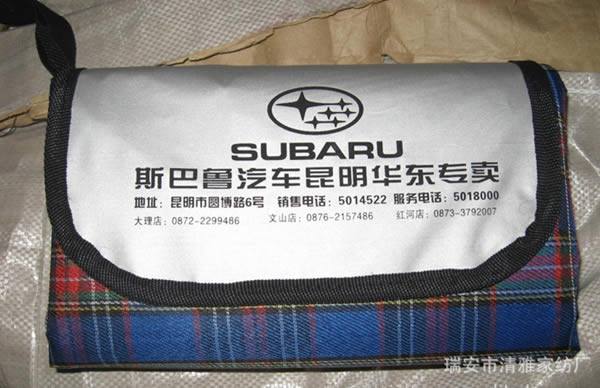 SUBARU
斯巴鲁汽车昆明华东专卖
地址: 昆明市圆博路6号 销售电话: 5014522 服务电话: 5018000
大理店: 0872-2299486 文山店: 0876-2157486 红河店: 0873-3792007
瑞安市清雅家纺厂